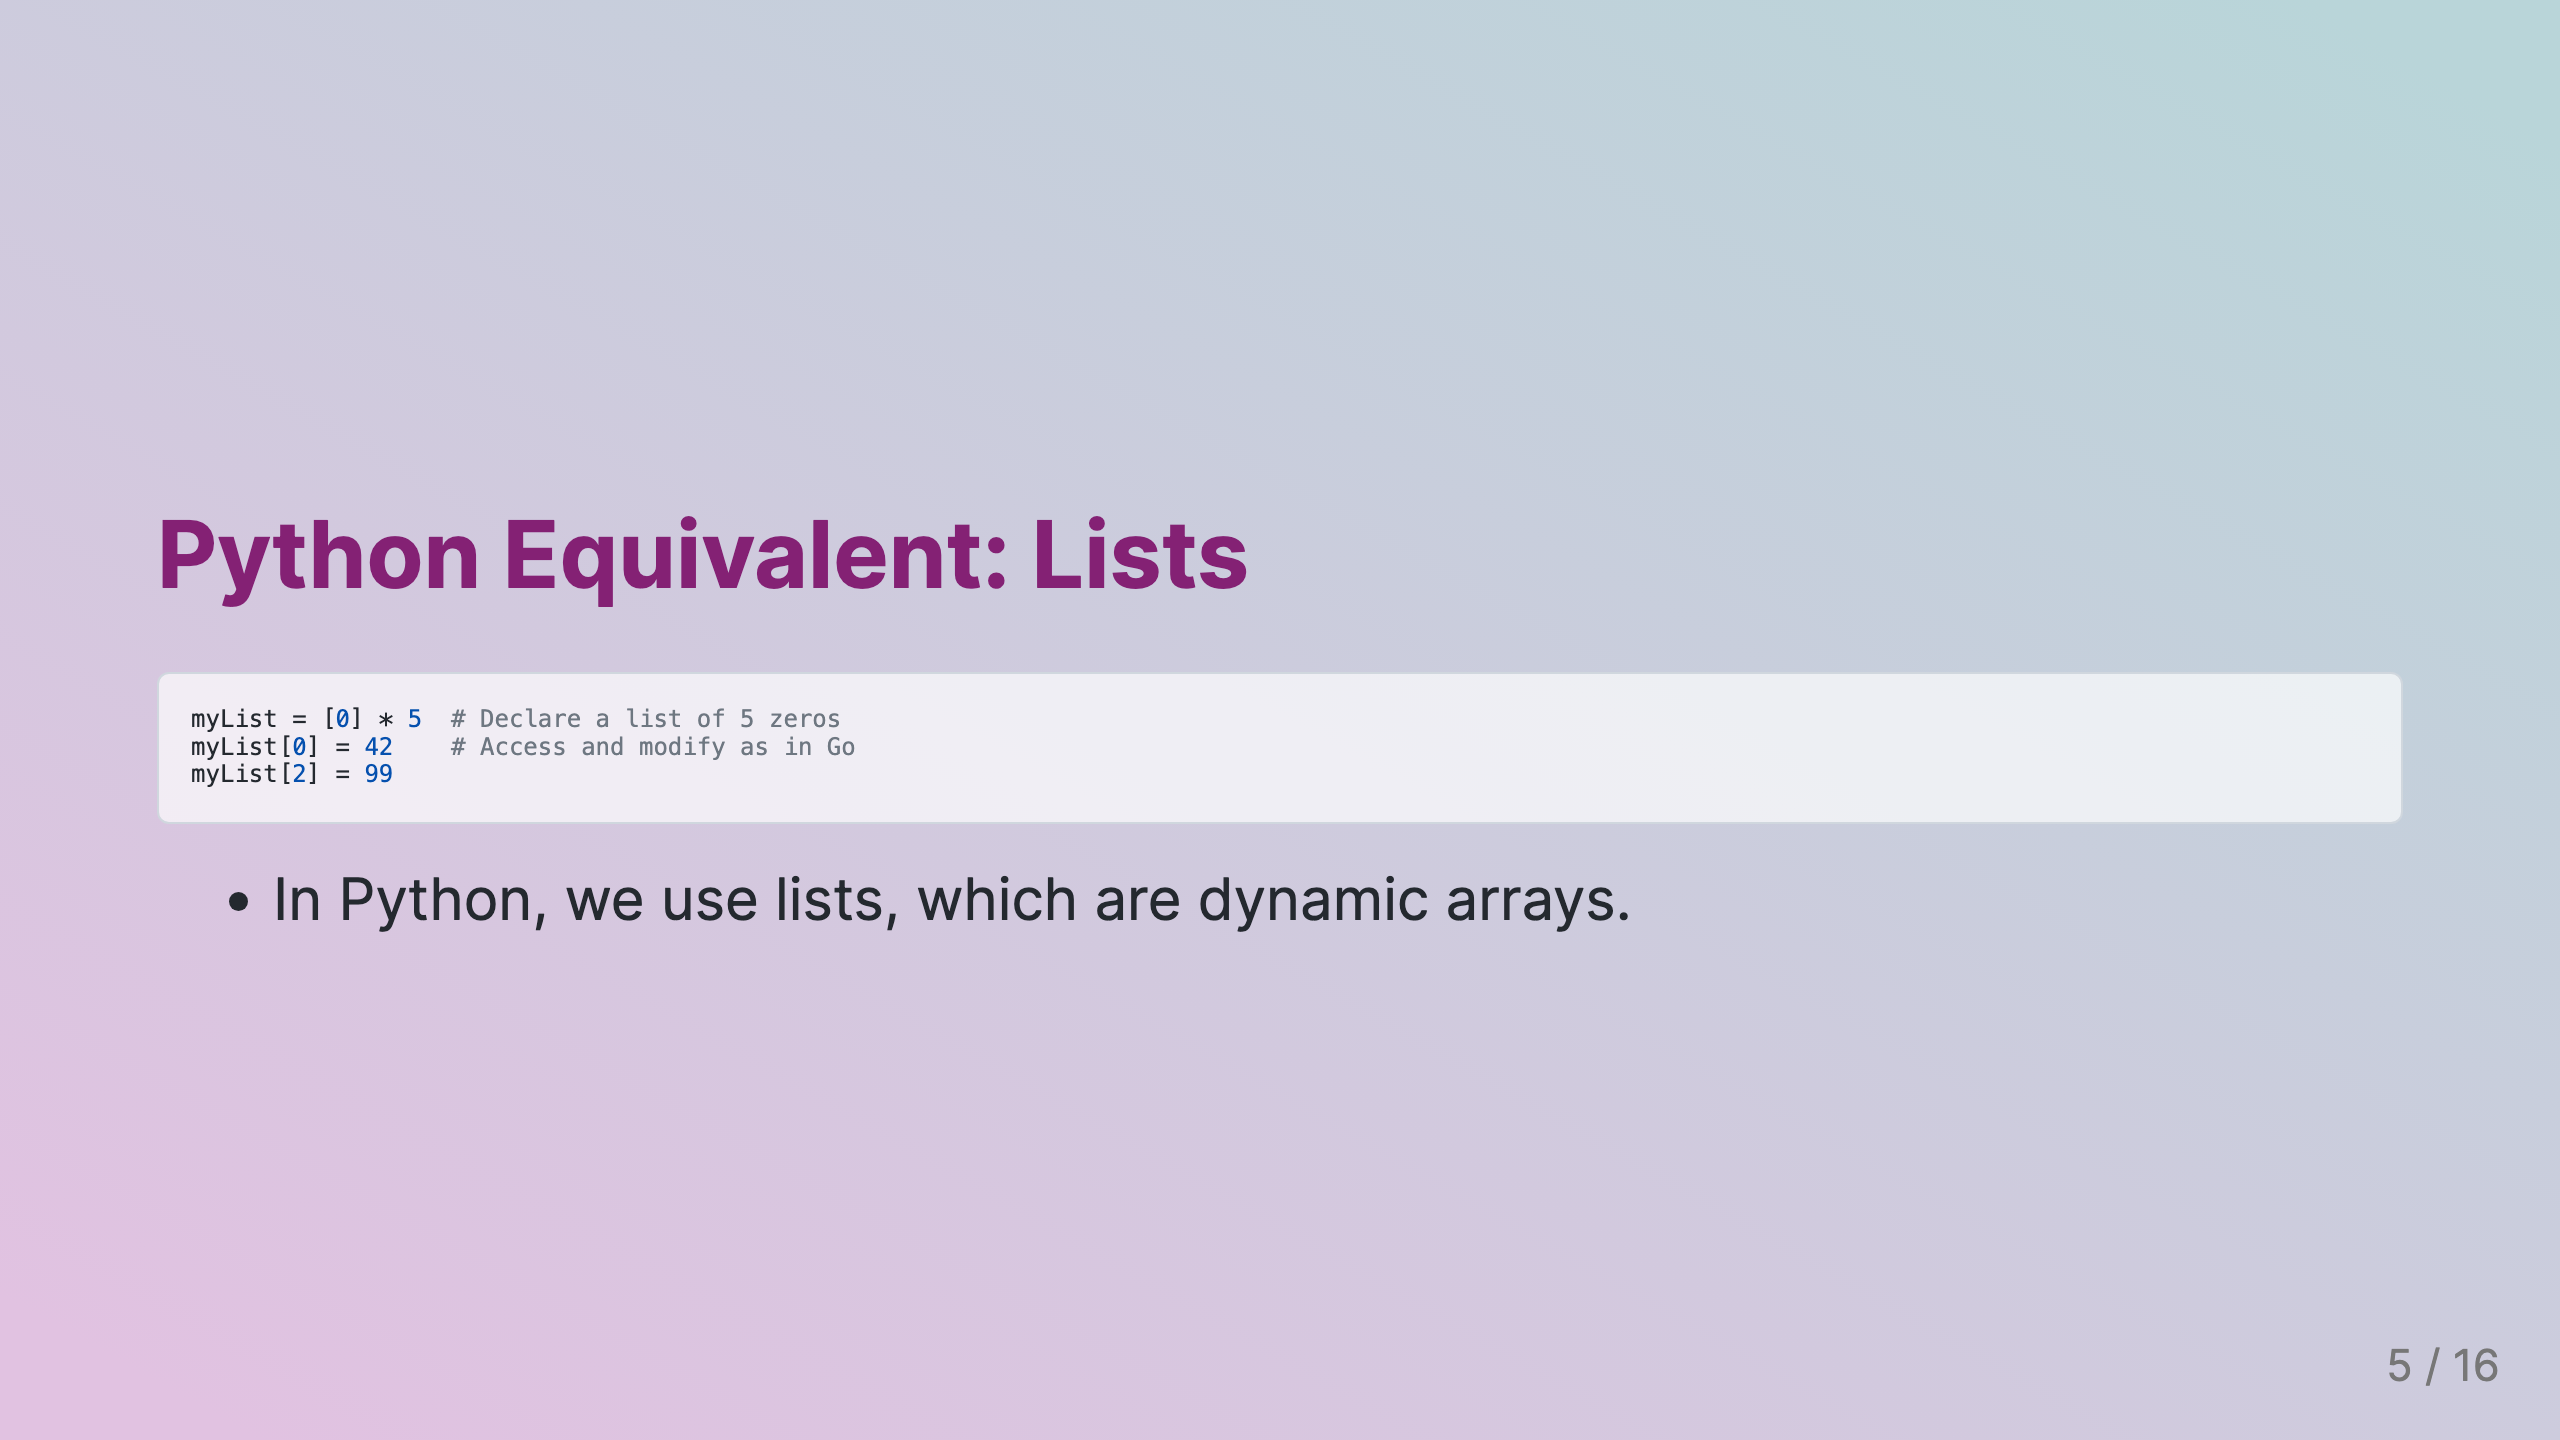 Python Equivalent: Lists
myList = [0] * 5  # Declare a list of 5 zeros
myList[0] = 42    # Access and modify as in Go
myList[2] = 99
• In Python, we use lists, which are dynamic arrays.
5 / 16